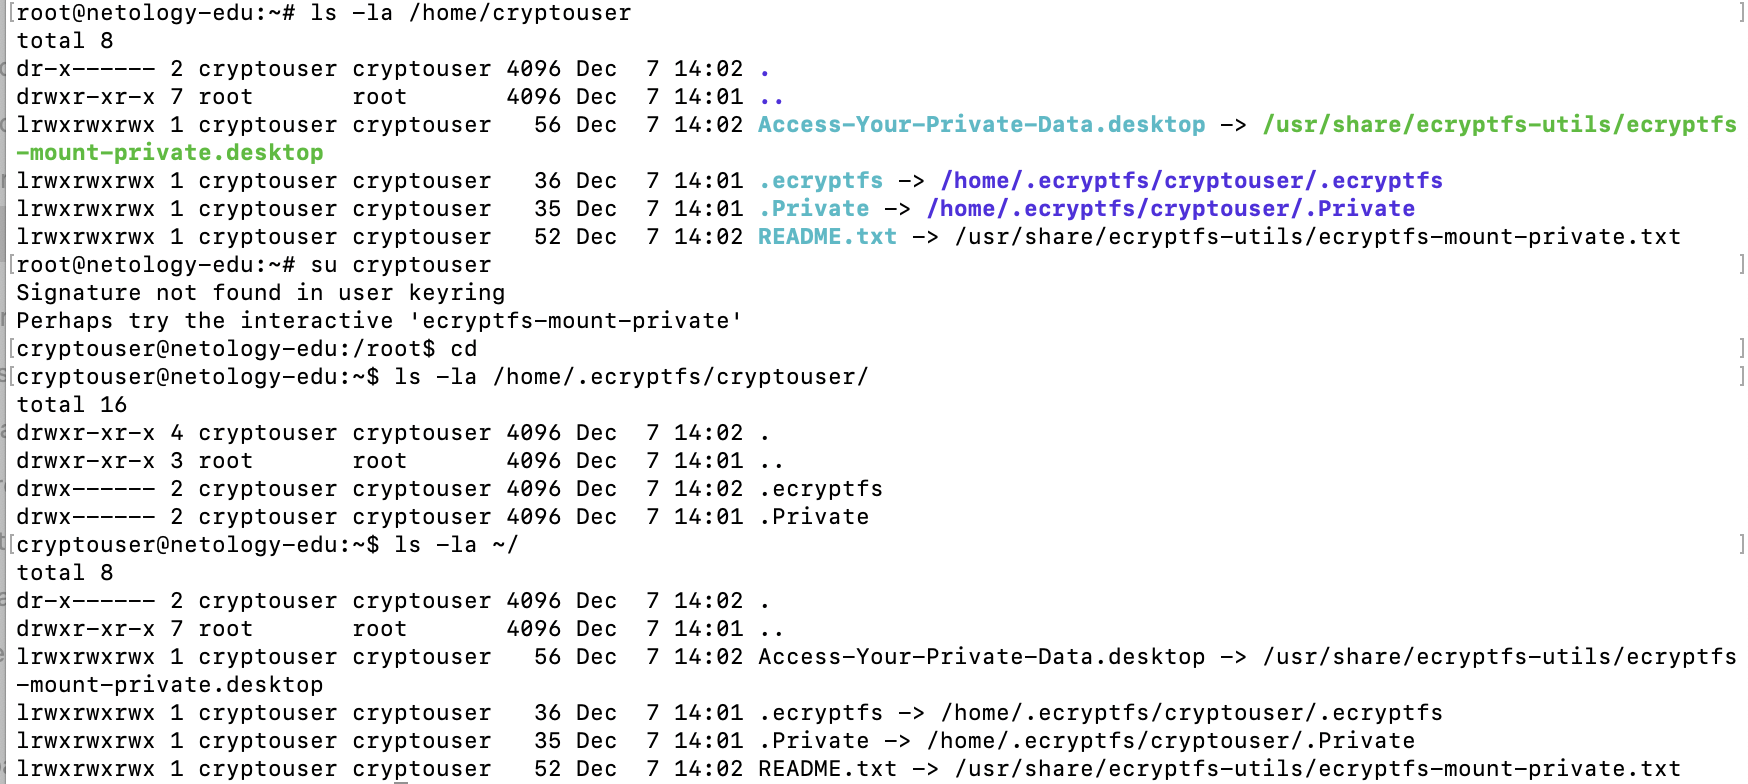 [root@netology-edu:~# ls -la /home/cryptouser ]
total 8
dr-x------ 2 cryptouser cryptouser 4096 Dec  7 14:02 .
drwxr-xr-x 7 root       root       4096 Dec  7 14:01 ..
lrwxrwxrwx 1 cryptouser cryptouser   56 Dec  7 14:02 Access-Your-Private-Data.desktop -> /usr/share/ecryptfs-utils/ecryptfs
-mount-private.desktop
lrwxrwxrwx 1 cryptouser cryptouser   36 Dec  7 14:01 .ecryptfs -> /home/.ecryptfs/cryptouser/.ecryptfs
lrwxrwxrwx 1 cryptouser cryptouser   35 Dec  7 14:01 .Private -> /home/.ecryptfs/cryptouser/.Private
lrwxrwxrwx 1 cryptouser cryptouser   52 Dec  7 14:02 README.txt -> /usr/share/ecryptfs-utils/ecryptfs-mount-private.txt
[root@netology-edu:~# su cryptouser ]
Signature not found in user keyring
Perhaps try the interactive 'ecryptfs-mount-private'
[cryptouser@netology-edu:/root$ cd ]
[cryptouser@netology-edu:~$ ls -la /home/.ecryptfs/cryptouser/ ]
total 16
drwxr-xr-x 4 cryptouser cryptouser 4096 Dec  7 14:02 .
drwxr-xr-x 3 root       root       4096 Dec  7 14:01 ..
drwx------ 2 cryptouser cryptouser 4096 Dec  7 14:02 .ecryptfs
drwx------ 2 cryptouser cryptouser 4096 Dec  7 14:01 .Private
[cryptouser@netology-edu:~$ ls -la ~/ ]
total 8
dr-x------ 2 cryptouser cryptouser 4096 Dec  7 14:02 .
drwxr-xr-x 7 root       root       4096 Dec  7 14:01 ..
lrwxrwxrwx 1 cryptouser cryptouser   56 Dec  7 14:02 Access-Your-Private-Data.desktop -> /usr/share/ecryptfs-utils/ecryptfs
-mount-private.desktop
lrwxrwxrwx 1 cryptouser cryptouser   36 Dec  7 14:01 .ecryptfs -> /home/.ecryptfs/cryptouser/.ecryptfs
lrwxrwxrwx 1 cryptouser cryptouser   35 Dec  7 14:01 .Private -> /home/.ecryptfs/cryptouser/.Private
lrwxrwxrwx 1 cryptouser cryptouser   52 Dec  7 14:02 README.txt -> /usr/share/ecryptfs-utils/ecryptfs-mount-private.txt